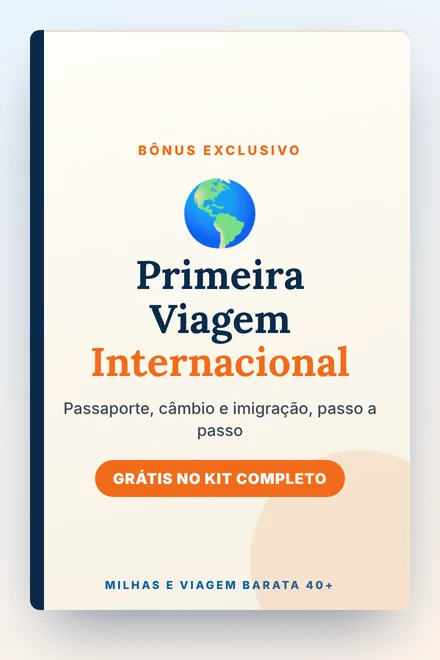 BÔNUS EXCLUSIVO
Primeira
Viagem
Internacional
Passaporte, câmbio e imigração, passo a
passo
GRÁTIS NO KIT COMPLETO
MILHAS E VIAGEM BARATA 40+